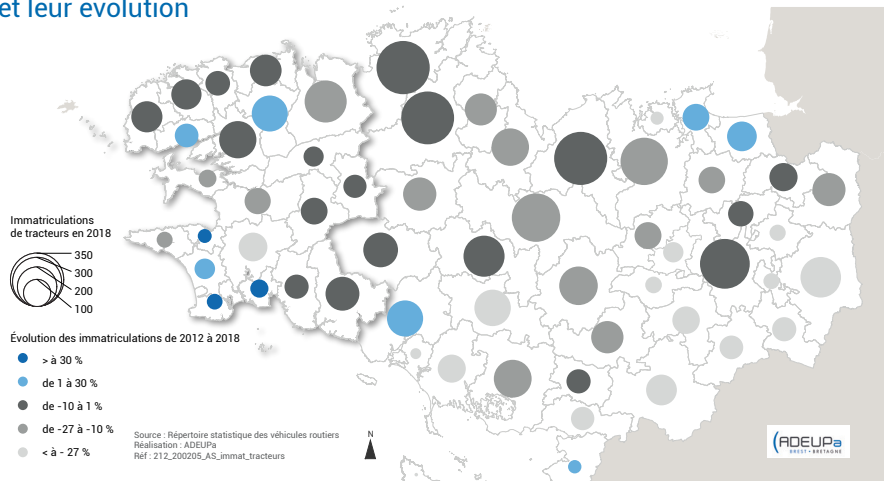 et leur évolution
Immatriculations
de tracteurs en 2018
350
300
200
100
Évolution des immatriculations de 2012 à 2018
> à 30 %
de 1 à 30 %
de -10 à 1 %
de -27 à -10 %
< à - 27 %
Source : Répertoire statistique des véhicules routiers
Réalisation : ADEUPa
Réf : 212_200205_AS_immat_tracteurs
N
ADEUPa
BREST • BRETAGNE